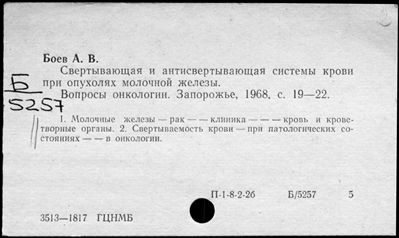 Боев А. В.
Свертывающая и антисвертывающая системы крови
при опухолях молочной железы.
Вопросы онкологии. Запорожье, 1968, с. 19—22.
Б
5257
1. Молочные железы — рак — — клиника — — — кровь и крове-
творные органы. 2. Свертываемость крови — при патологических со-
стояниях — — в онкологии.
П-1-8-2-2б Б/5257 5
3513—1817 ГЦНМБ